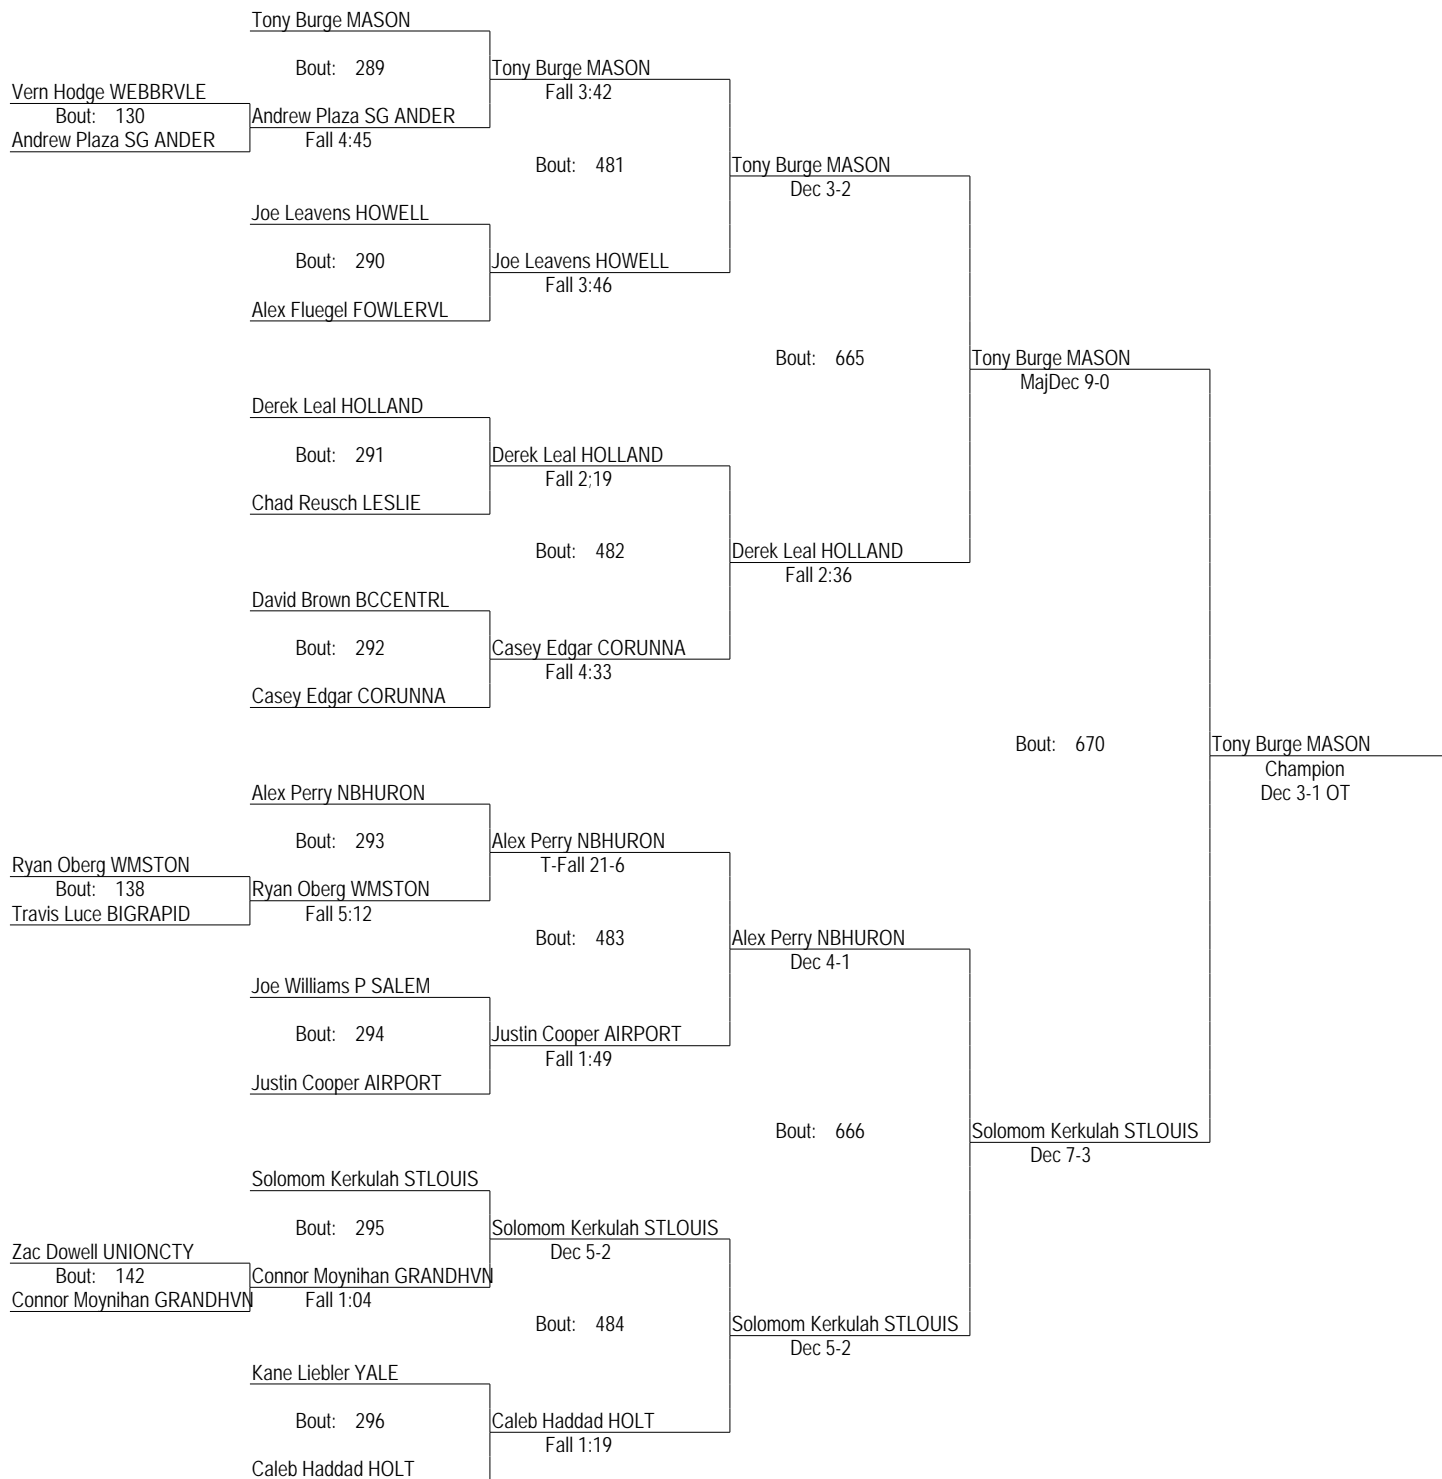 Tony Burge MASON
Bout: 289
Tony Burge MASON
Fall 3:42
Vern Hodge WEBBRVLE
Bout: 130
Andrew Plaza SG ANDER
Andrew Plaza SG ANDER
Fall 4:45
Bout: 481
Tony Burge MASON
Dec 3-2
Joe Leavens HOWELL
Bout: 290
Joe Leavens HOWELL
Fall 3:46
Alex Fluegel FOWLERVL
Bout: 665
Tony Burge MASON
MajDec 9-0
Derek Leal HOLLAND
Bout: 291
Derek Leal HOLLAND
Fall 2;19
Chad Reusch LESLIE
Bout: 482
Derek Leal HOLLAND
Fall 2:36
David Brown BCCENTRL
Bout: 292
Casey Edgar CORUNNA
Fall 4:33
Casey Edgar CORUNNA
Bout: 670
Tony Burge MASON
Champion
Dec 3-1 OT
Alex Perry NBHURON
Bout: 293
Alex Perry NBHURON
T-Fall 21-6
Ryan Oberg WMSTON
Bout: 138
Travis Luce BIGRAPID
Ryan Oberg WMSTON
Fall 5:12
Bout: 483
Alex Perry NBHURON
Dec 4-1
Joe Williams P SALEM
Bout: 294
Justin Cooper AIRPORT
Fall 1:49
Justin Cooper AIRPORT
Bout: 666
Solomom Kerkulah STLOUIS
Dec 7-3
Solomom Kerkulah STLOUIS
Bout: 295
Solomom Kerkulah STLOUIS
Dec 5-2
Zac Dowell UNIONCTY
Bout: 142
Connor Moynihan GRANDHVN
Connor Moynihan GRANDHVN
Fall 1:04
Bout: 484
Solomom Kerkulah STLOUIS
Dec 5-2
Kane Liebler YALE
Bout: 296
Caleb Haddad HOLT
Fall 1:19
Caleb Haddad HOLT